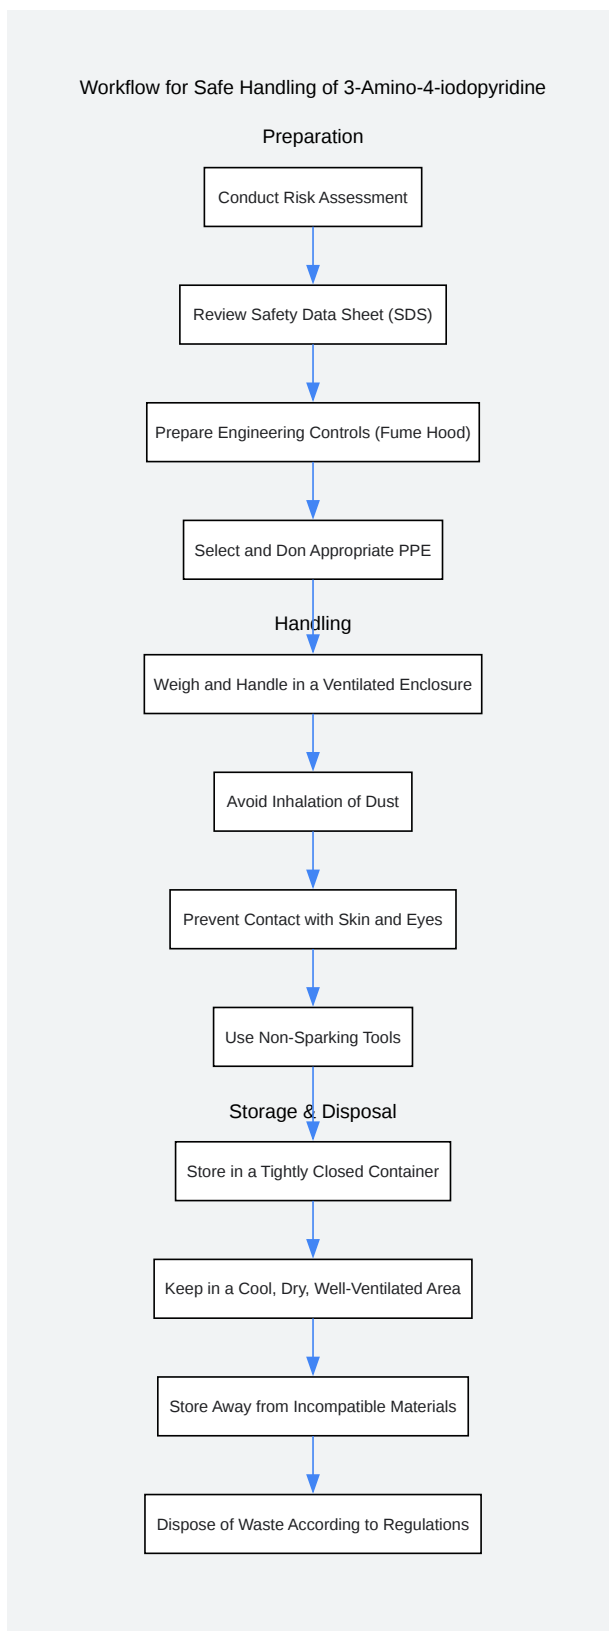 Workflow for Safe Handling of 3-Amino-4-iodopyridine
Preparation
Conduct Risk Assessment
Review Safety Data Sheet (SDS)
Prepare Engineering Controls (Fume Hood)
Select and Don Appropriate PPE
Handling
Weigh and Handle in a Ventilated Enclosure
Avoid Inhalation of Dust
Prevent Contact with Skin and Eyes
Use Non-Sparking Tools
Storage & Disposal
Store in a Tightly Closed Container
Keep in a Cool, Dry, Well-Ventilated Area
Store Away from Incompatible Materials
Dispose of Waste According to Regulations